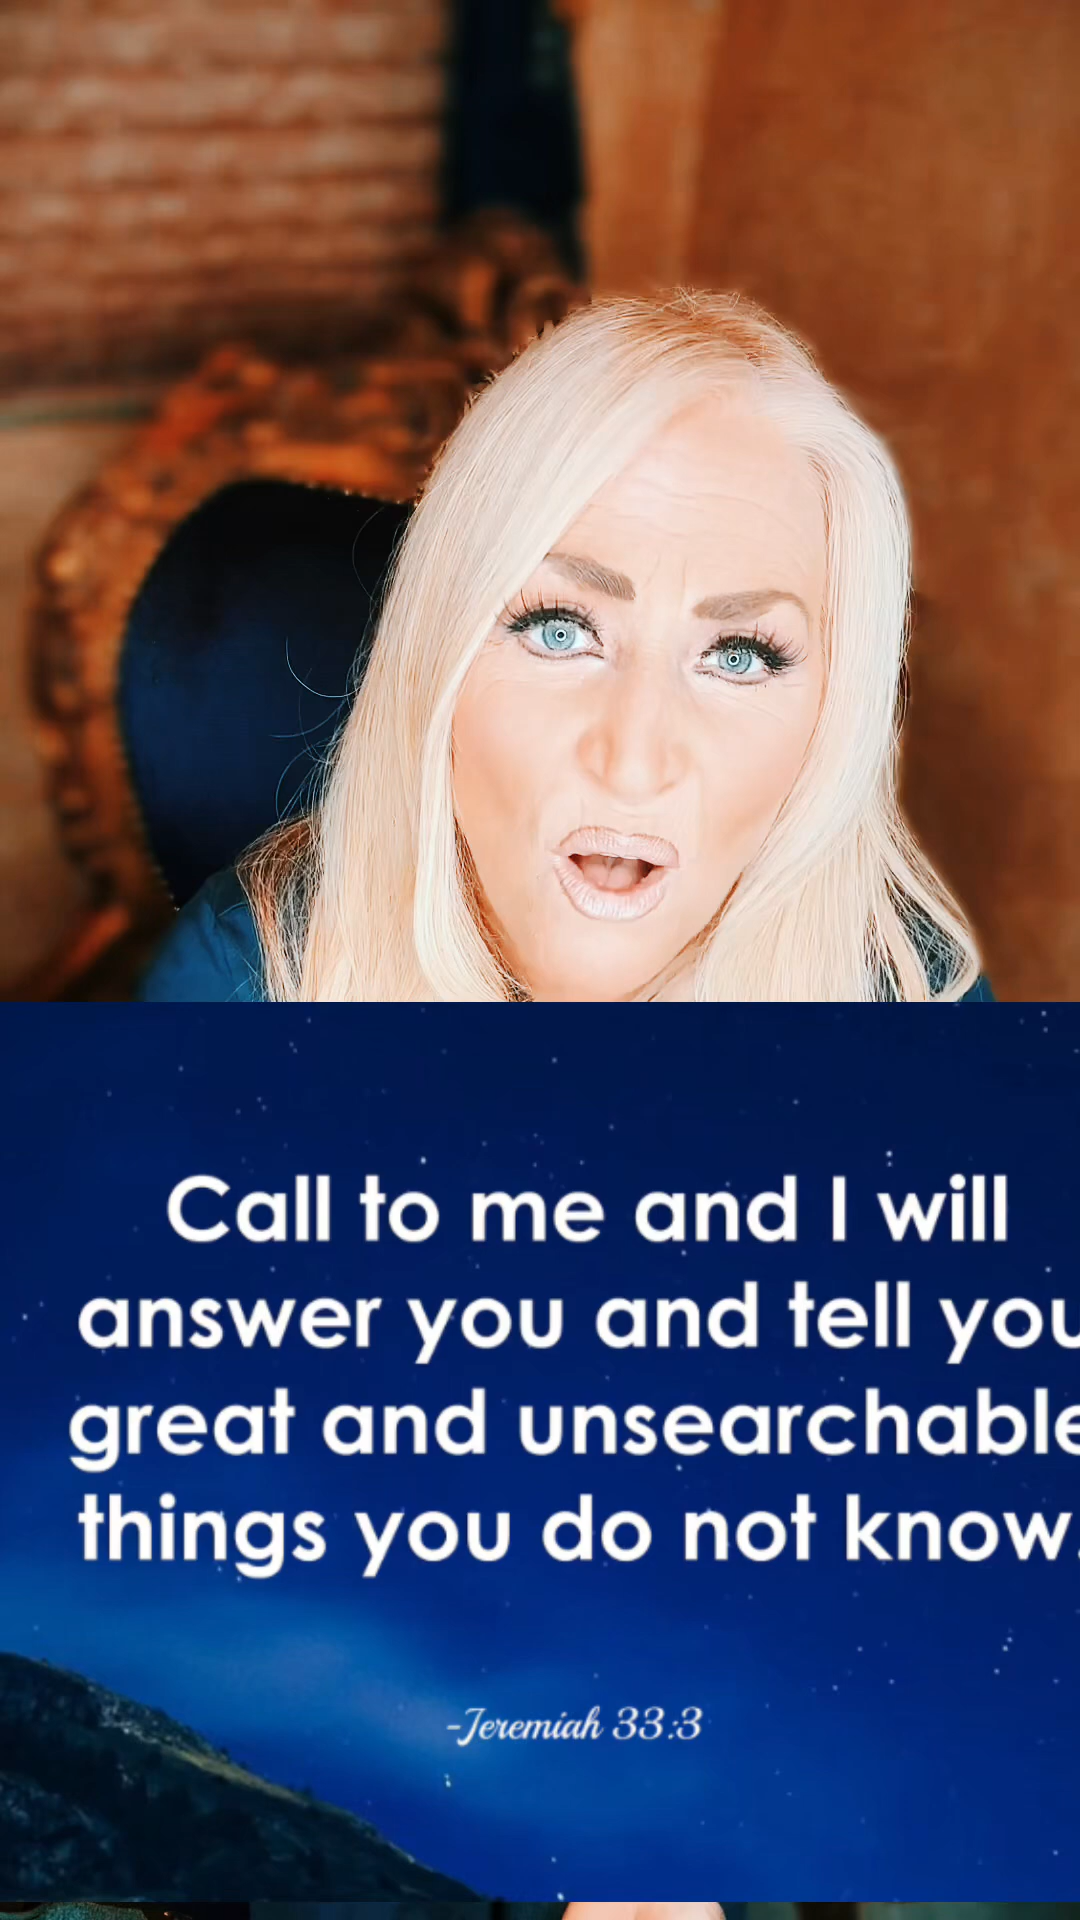 Call to me and I will
answer you and tell you
great and unsearchable
things you do not know.
-Jeremiah 33:3